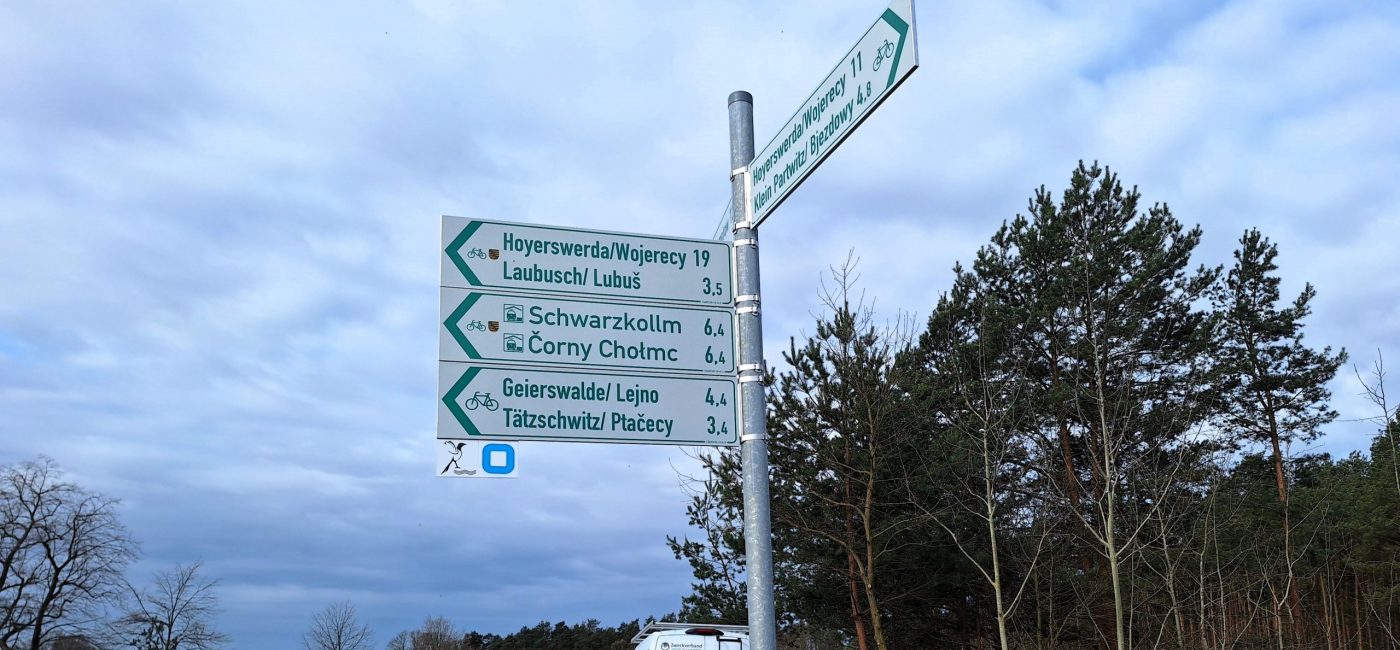 Hoyerswerda/Wojerecy 11
Klein Partwitz/ Bjezdowy 4,8
Hoyerswerda/Wojerecy 19
Laubusch/ Lubuš 3,5
Schwarzkollm 6,4
Čorny Chołmc 6,4
Geierswalde/ Lejno 4,4
Tätzschwitz/ Ptačecy 3,4
Zweckverband